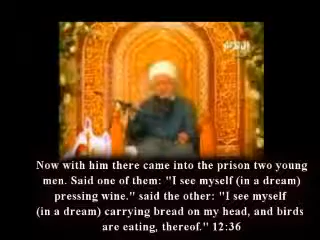 Now with him there came into the prison two young
men. Said one of them: "I see myself (in a dream)
pressing wine." said the other: "I see myself
(in a dream) carrying bread on my head, and birds
are eating, thereof." 12:36